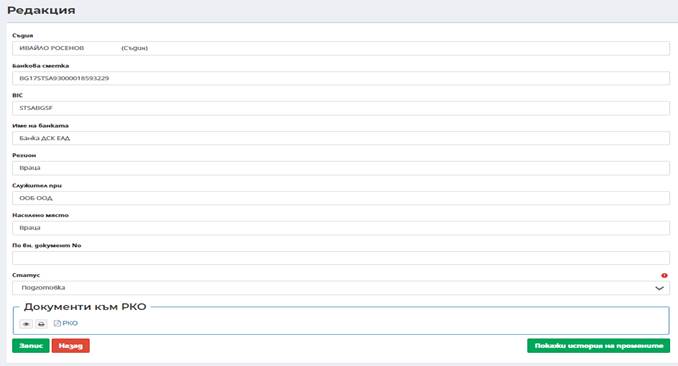 Редакция
Съдия
ИВАЙЛО РОСЕНОВ (Съдия)
Банкова сметка
BG17STSA93000018593229
BIC
STSABGSF
Име на банката
Банка ДСК ЕАД
Регион
Враца
Служител при
ООБ ООД
Населено място
Враца
По вн. документ No
Статус
Подготовка
Документи към РКО
РКО
Запис Назад Покажи история на промените